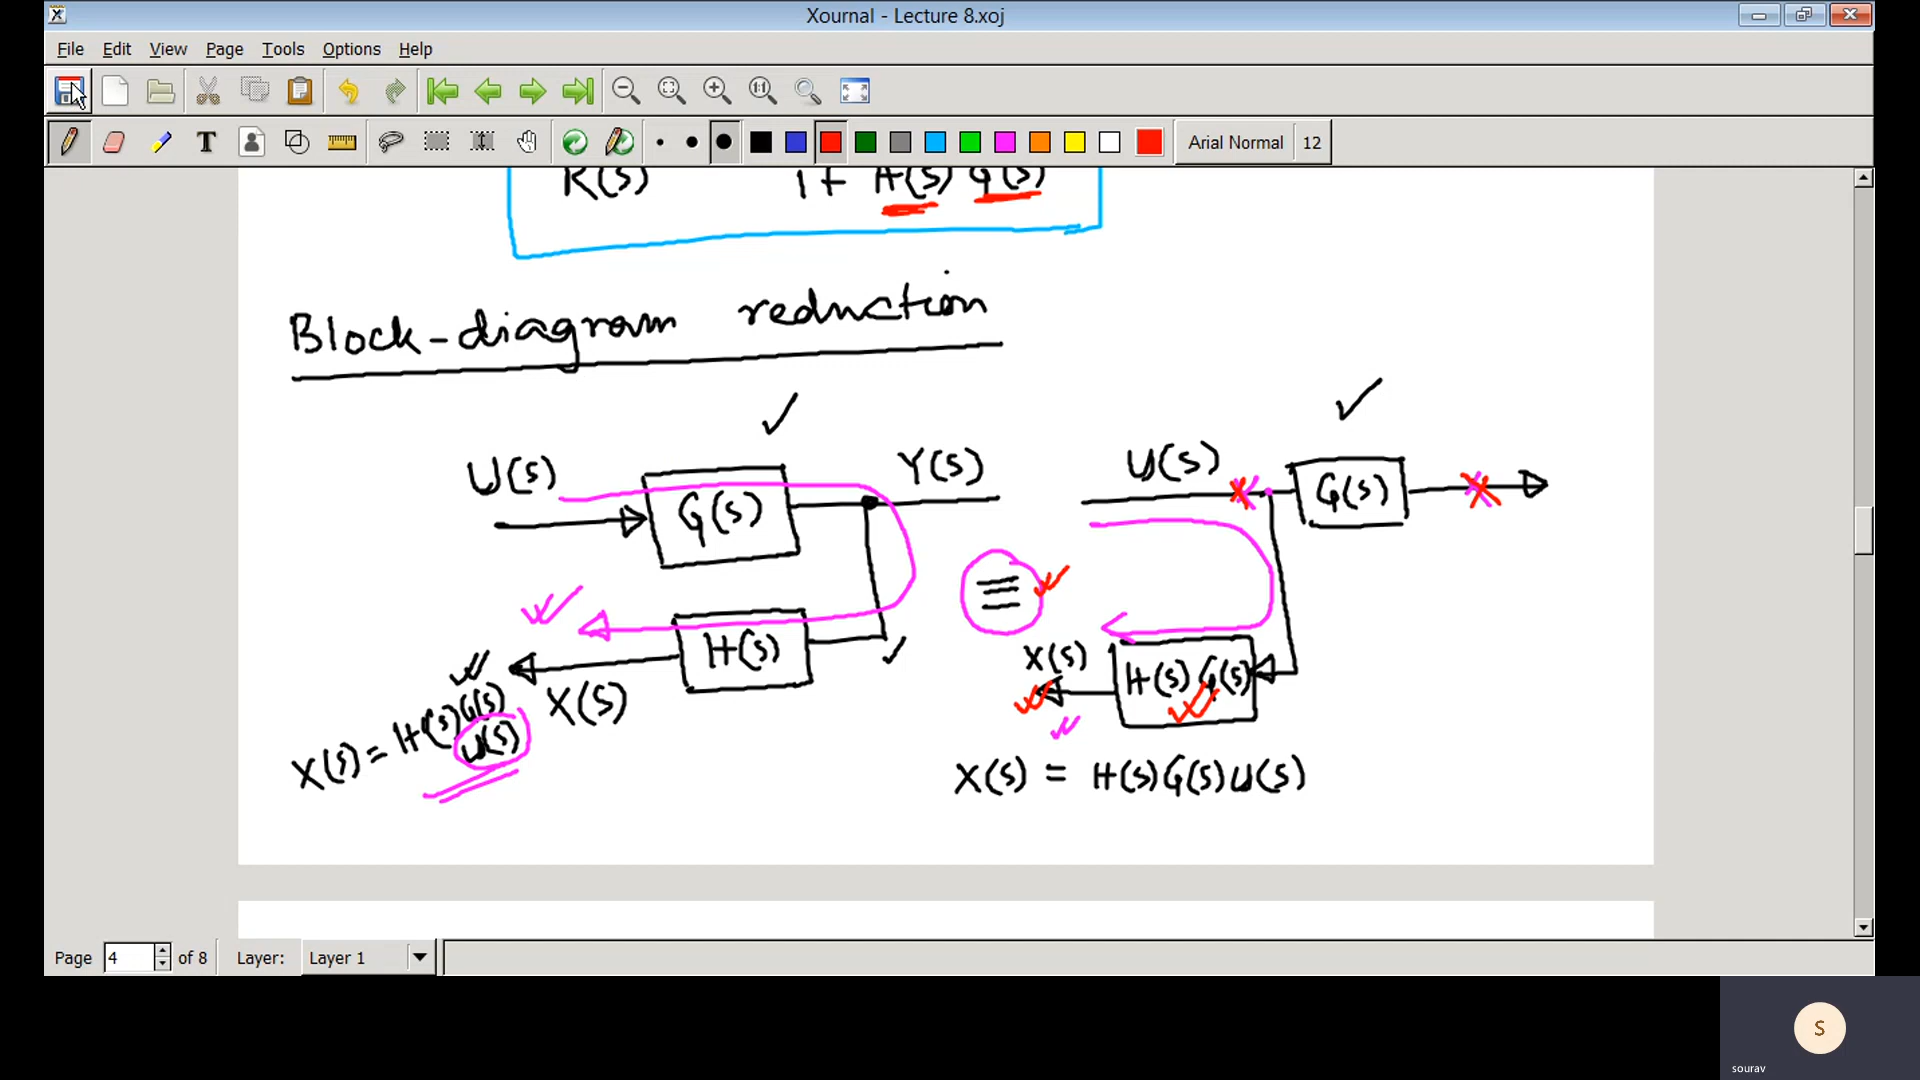 Xournal - Lecture 8.xoj
File Edit View Page Tools Options Help
Arial Normal 12
R(s) 1 + H(s) G(s)
Block-diagram reduction
U(s) G(s) Y(s)
U(s) G(s)
H(s) X(s)
X(s) H(s) G(s)
X(s) = H(s)G(s) U(s)
X(s) = H(s)G(s)U(s)
Page 4 of 8 Layer: Layer 1
S
sourav